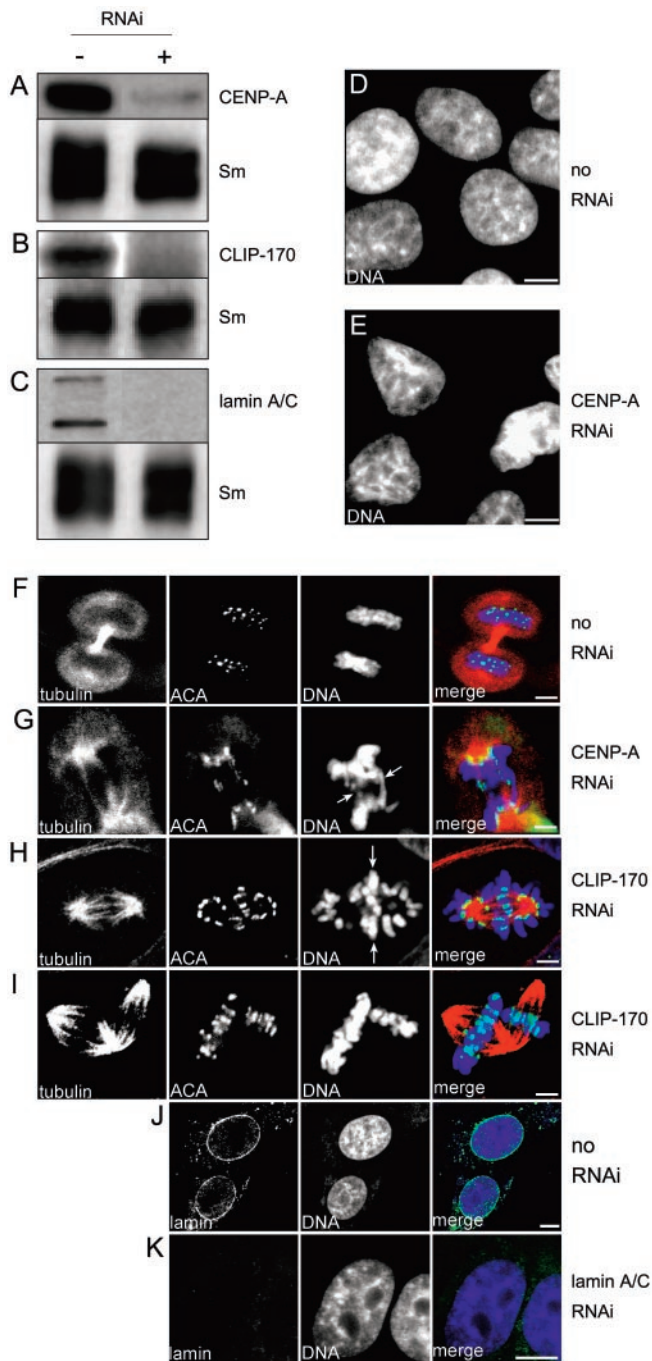 RNAi
- +
A CENP-A
Sm
B CLIP-170
Sm
C lamin A/C
Sm
D no
RNAi
DNA
E CENP-A
RNAi
DNA
F tubulin ACA DNA merge no
RNAi
G tubulin ACA DNA merge CENP-A
RNAi
H tubulin ACA DNA merge CLIP-170
RNAi
I tubulin ACA DNA merge CLIP-170
RNAi
J lamin DNA merge no
RNAi
K lamin DNA merge lamin A/C
RNAi